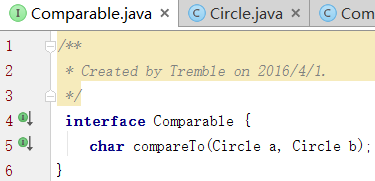 Comparable.java × Circle.java × Com
1 /**
2 * Created by Tremble on 2016/4/1.
3 */
4 interface Comparable {
5 char compareTo(Circle a, Circle b);
6 }